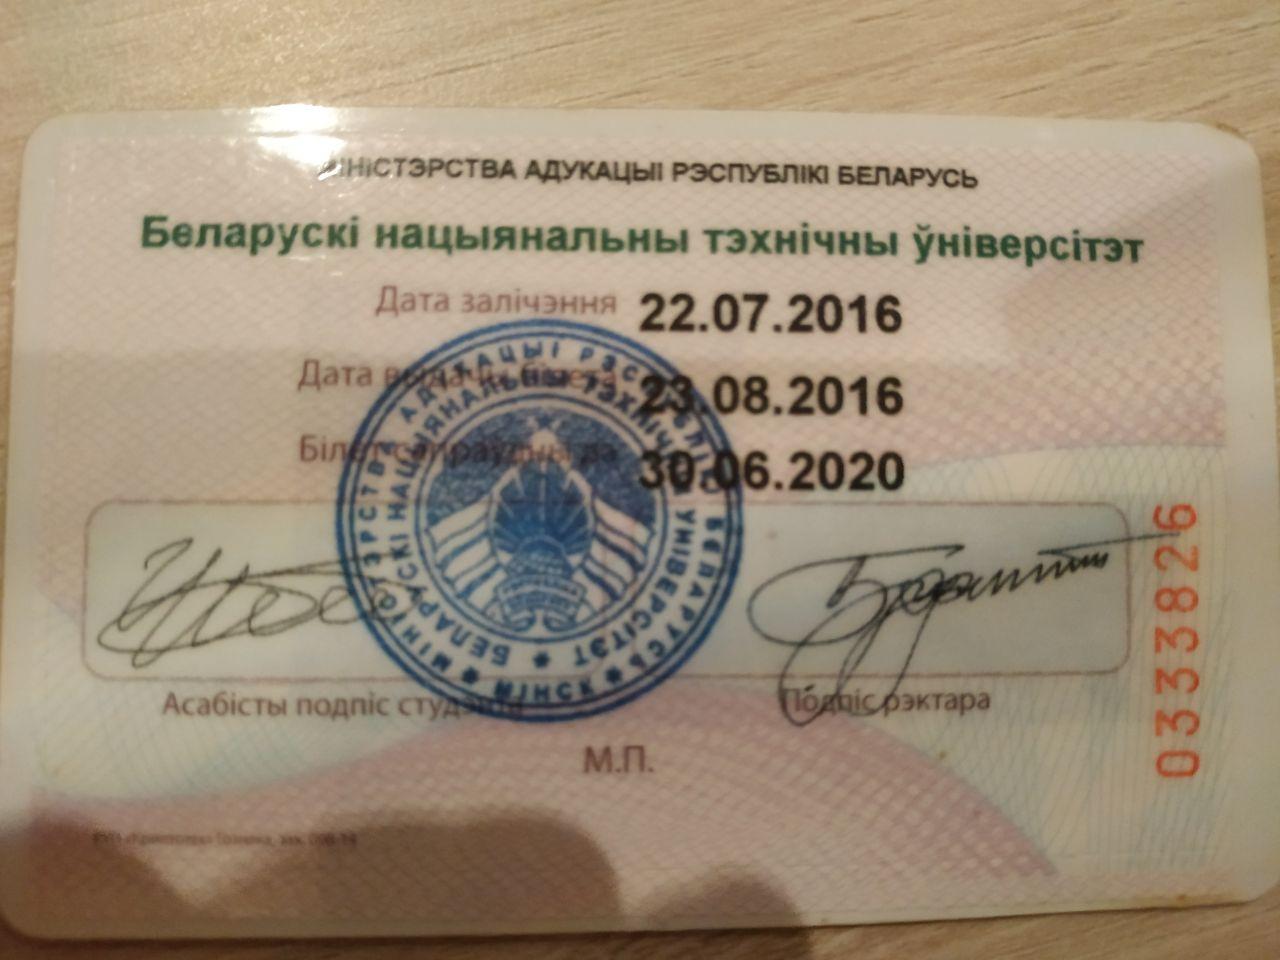 МІНІСТЭРСТВА АДУКАЦЫІ РЭСПУБЛІКІ БЕЛАРУСЬ
Беларускі нацыянальны тэхнічны ўніверсітэт
Дата залічэння 22.07.2016
Дата выдачы білета 23.08.2016
Білет сапраўдны да 30.06.2020
МІНІСТЭРСТВА АДУКАЦЫІ РЭСПУБЛІКІ БЕЛАРУСЬ
БЕЛАРУСКІ НАЦЫЯНАЛЬНЫ ТЭХНІЧНЫ УНІВЕРСІТЭТ
МІНСК
Асабісты подпіс студэнта
Подпіс рэктара
М.П.
0333826